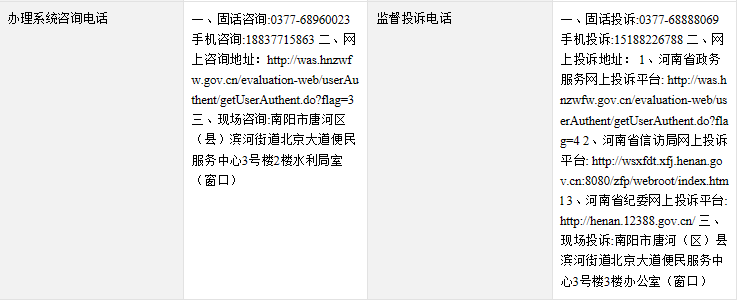 办理系统咨询电话
一、固话咨询:0377-68960023
手机咨询:18837715863 二、网
上咨询地址：http://was.hnzwf
w.gov.cn/evaluation-web/userAu
thent/getUserAuthent.do?flag=3
三、现场咨询:南阳市唐河区
（县）滨河街道北京大道便民
服务中心3号楼2楼水利局室
（窗口）
监督投诉电话
一、固话投诉:0377-68888069
手机投诉:15188226788 二、网
上投诉地址： 1、河南省政务
服务网上投诉平台: http://was.h
nzwfw.gov.cn/evaluation-web/us
erAuthent/getUserAuthent.do?fla
g=4 2、河南省信访局网上投诉
平台: http://wsxfdt.xfj.henan.go
v.cn:8080/zfp/webroot/index.htm
l 3、河南省纪委网上投诉平台:
http://henan.12388.gov.cn/ 三、
现场投诉:南阳市唐河（区）县
滨河街道北京大道便民服务中
心3号楼3楼办公室（窗口）